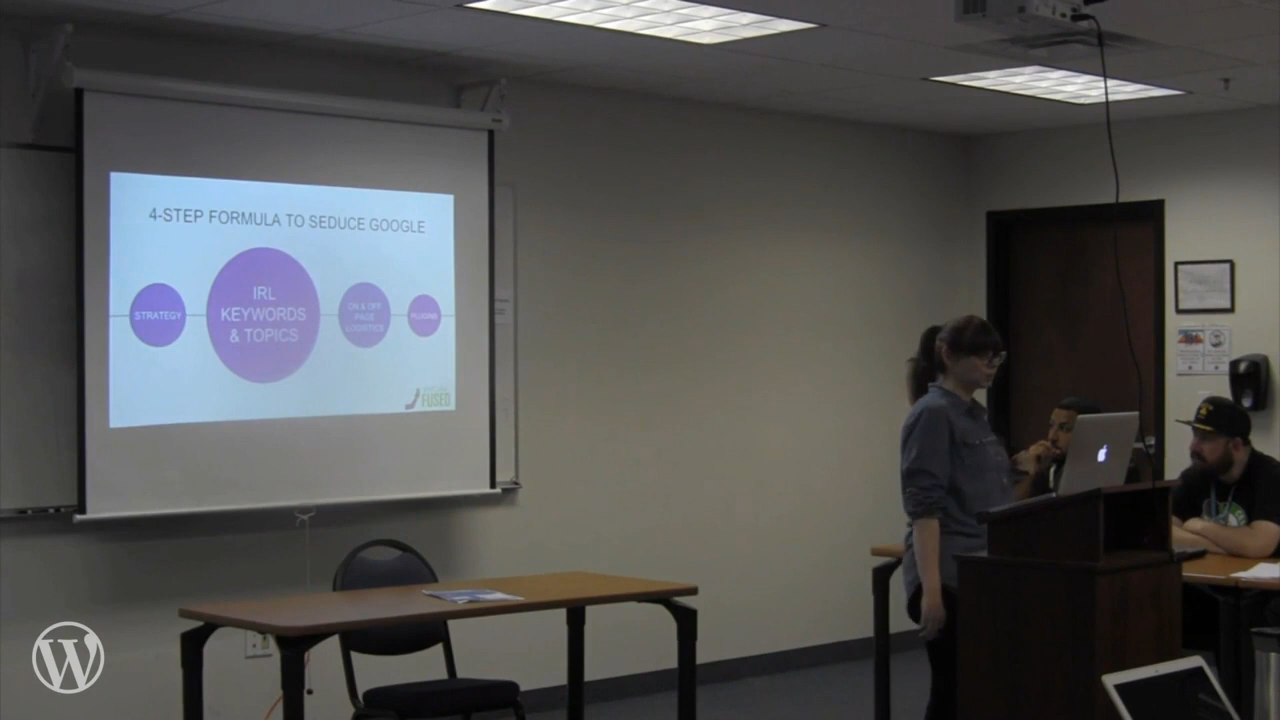 4-STEP FORMULA TO SEDUCE GOOGLE
STRATEGY
IRL
KEYWORDS
& TOPICS
ON & OFF
PAGE
LOGISTICS
PLUGINS
FUSED